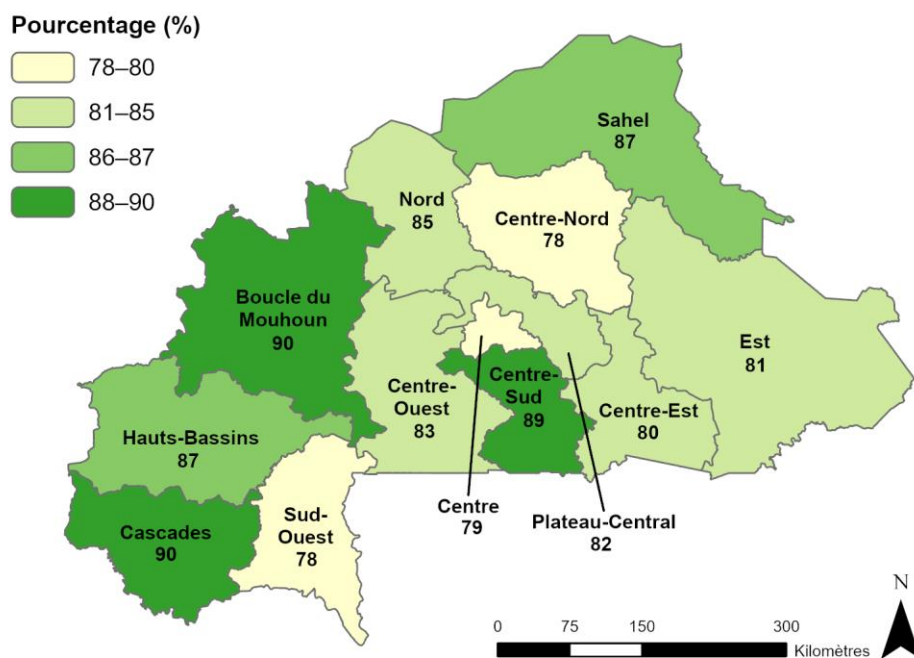 Pourcentage (%)
78–80
81–85
86–87
88–90
Sahel
87
Nord
85
Centre-Nord
78
Boucle du
Mouhoun
90
Est
81
Centre-
Ouest
83
Centre-
Sud
89
Centre-Est
80
Hauts-Bassins
87
Centre
79
Plateau-Central
82
Cascades
90
Sud-
Ouest
78
N
0 75 150 300
Kilomètres